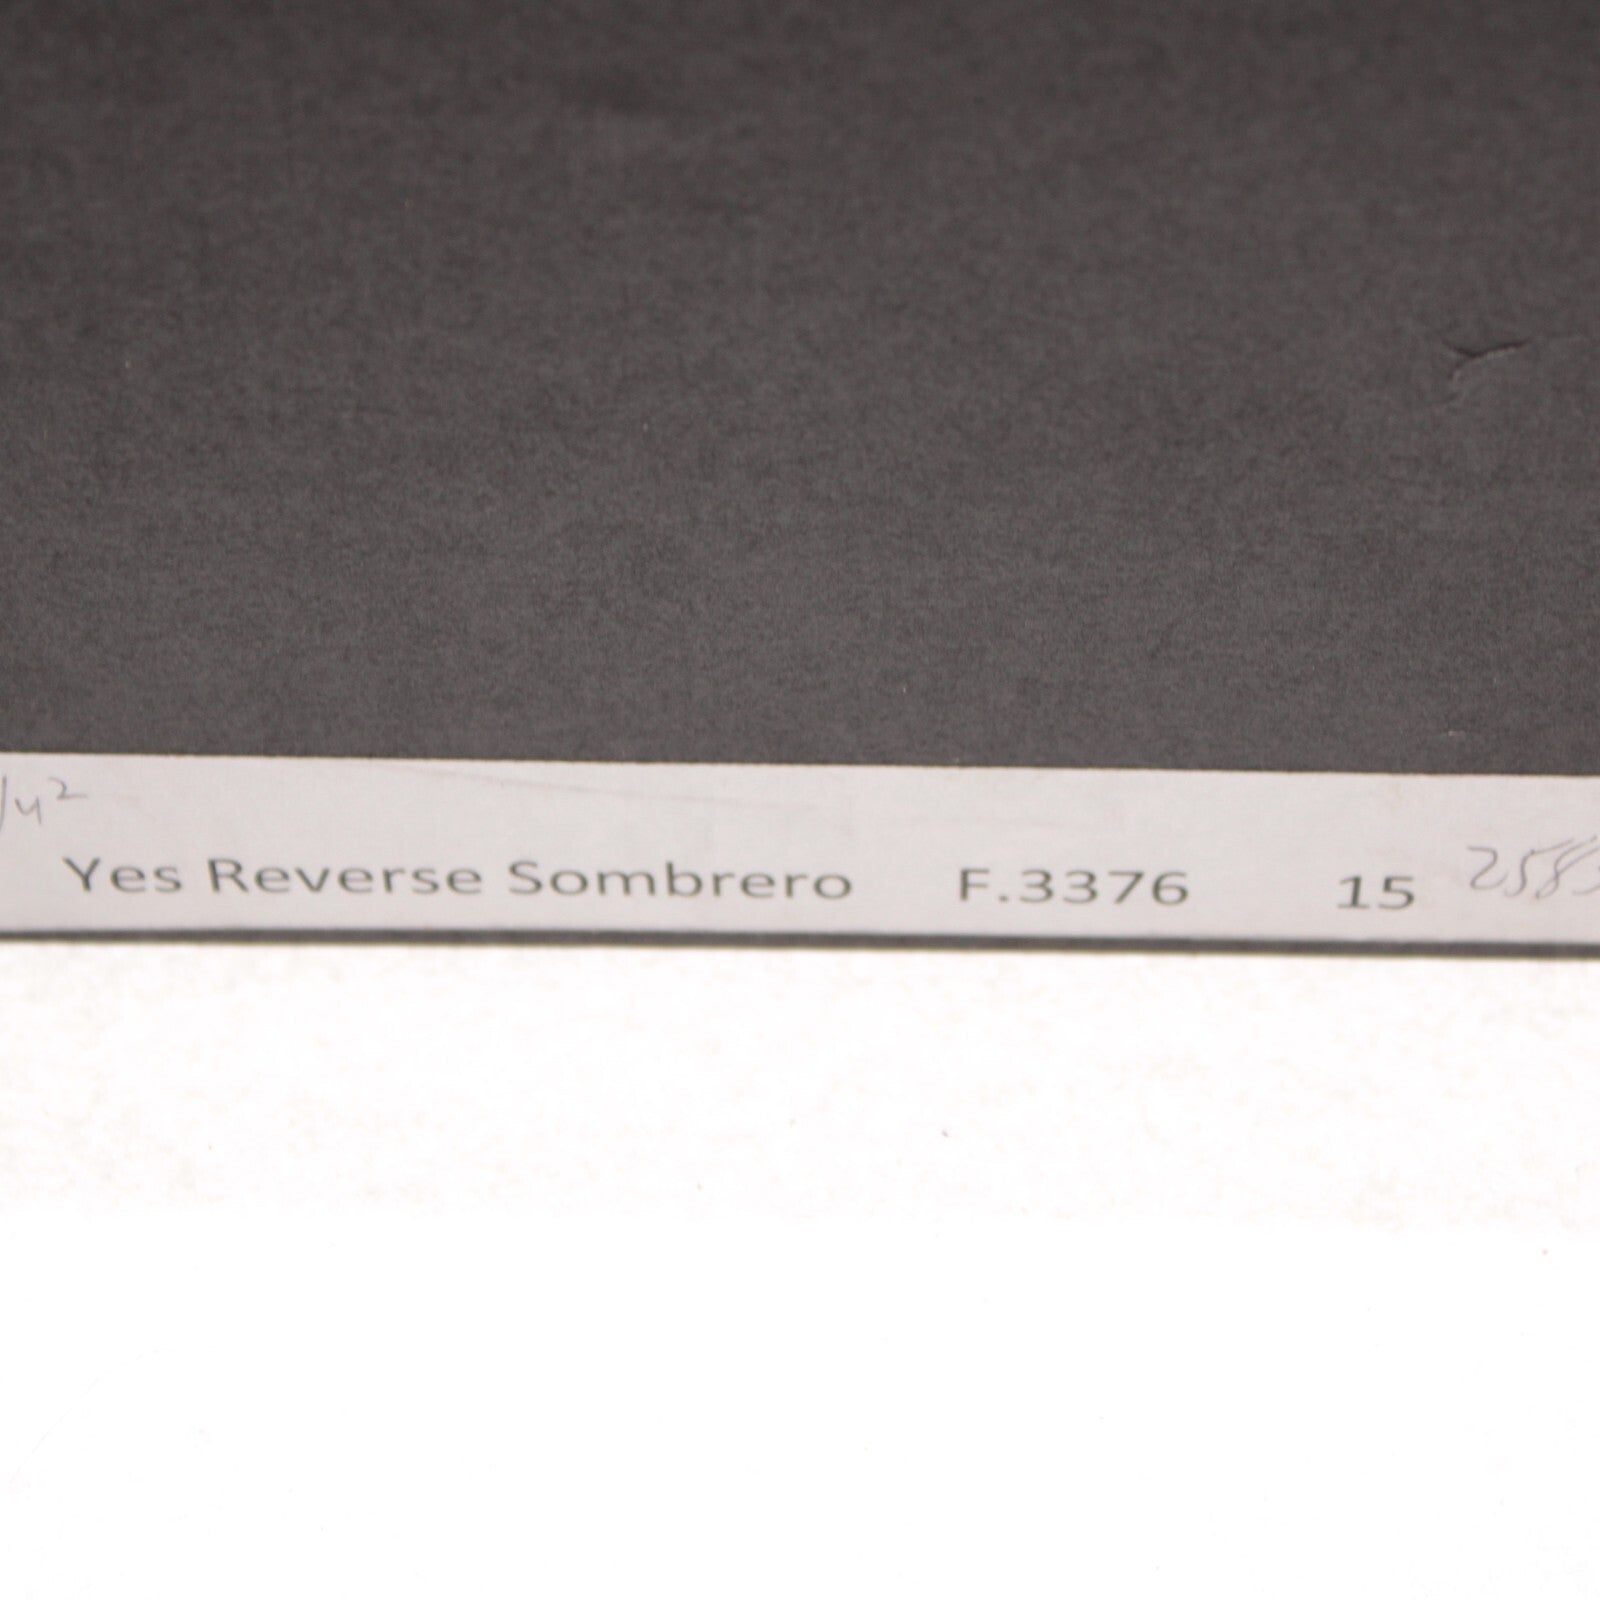 Yes Reverse Sombrero F.3376 15